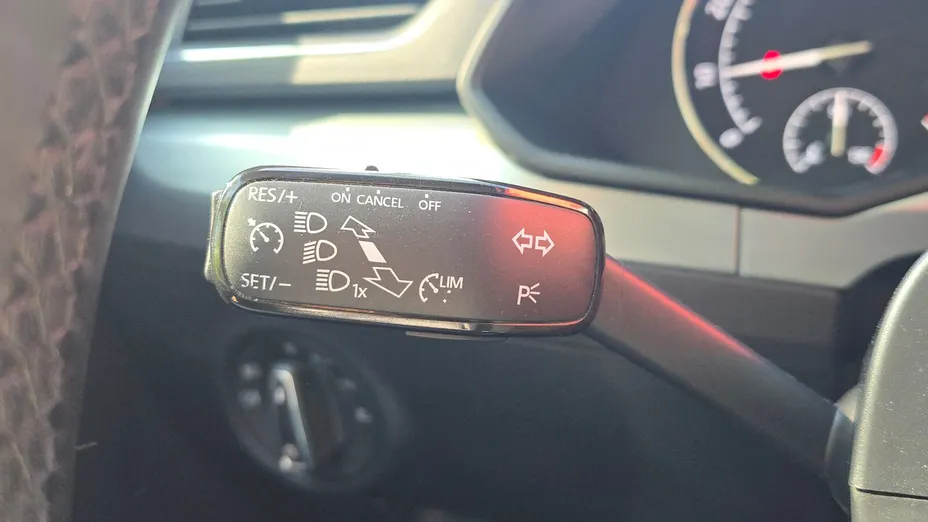 RES/+
ON CANCEL OFF
SET/−
1x
LIM
P